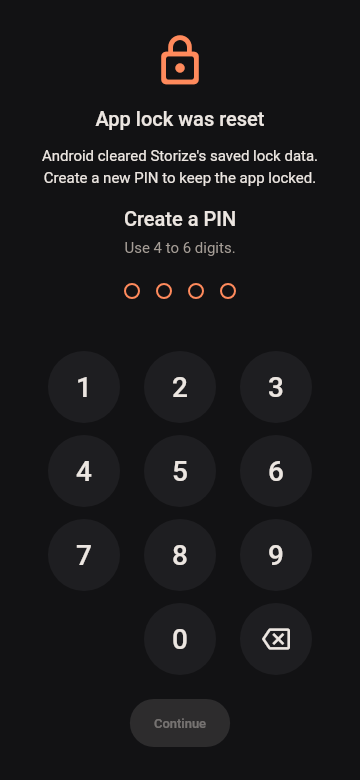 App lock was reset
Android cleared Storize's saved lock data.
Create a new PIN to keep the app locked.
Create a PIN
Use 4 to 6 digits.
1 2 3
4 5 6
7 8 9
0
Continue